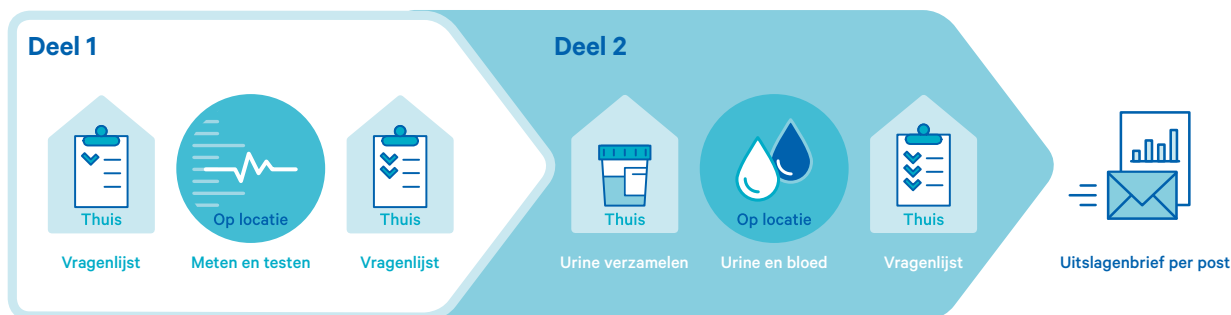 Deel 1
Deel 2
Thuis
Op locatie
Thuis
Thuis
Op locatie
Thuis
Vragenlijst
Meten en testen
Vragenlijst
Urine verzamelen
Urine en bloed
Vragenlijst
Uitslagenbrief per post